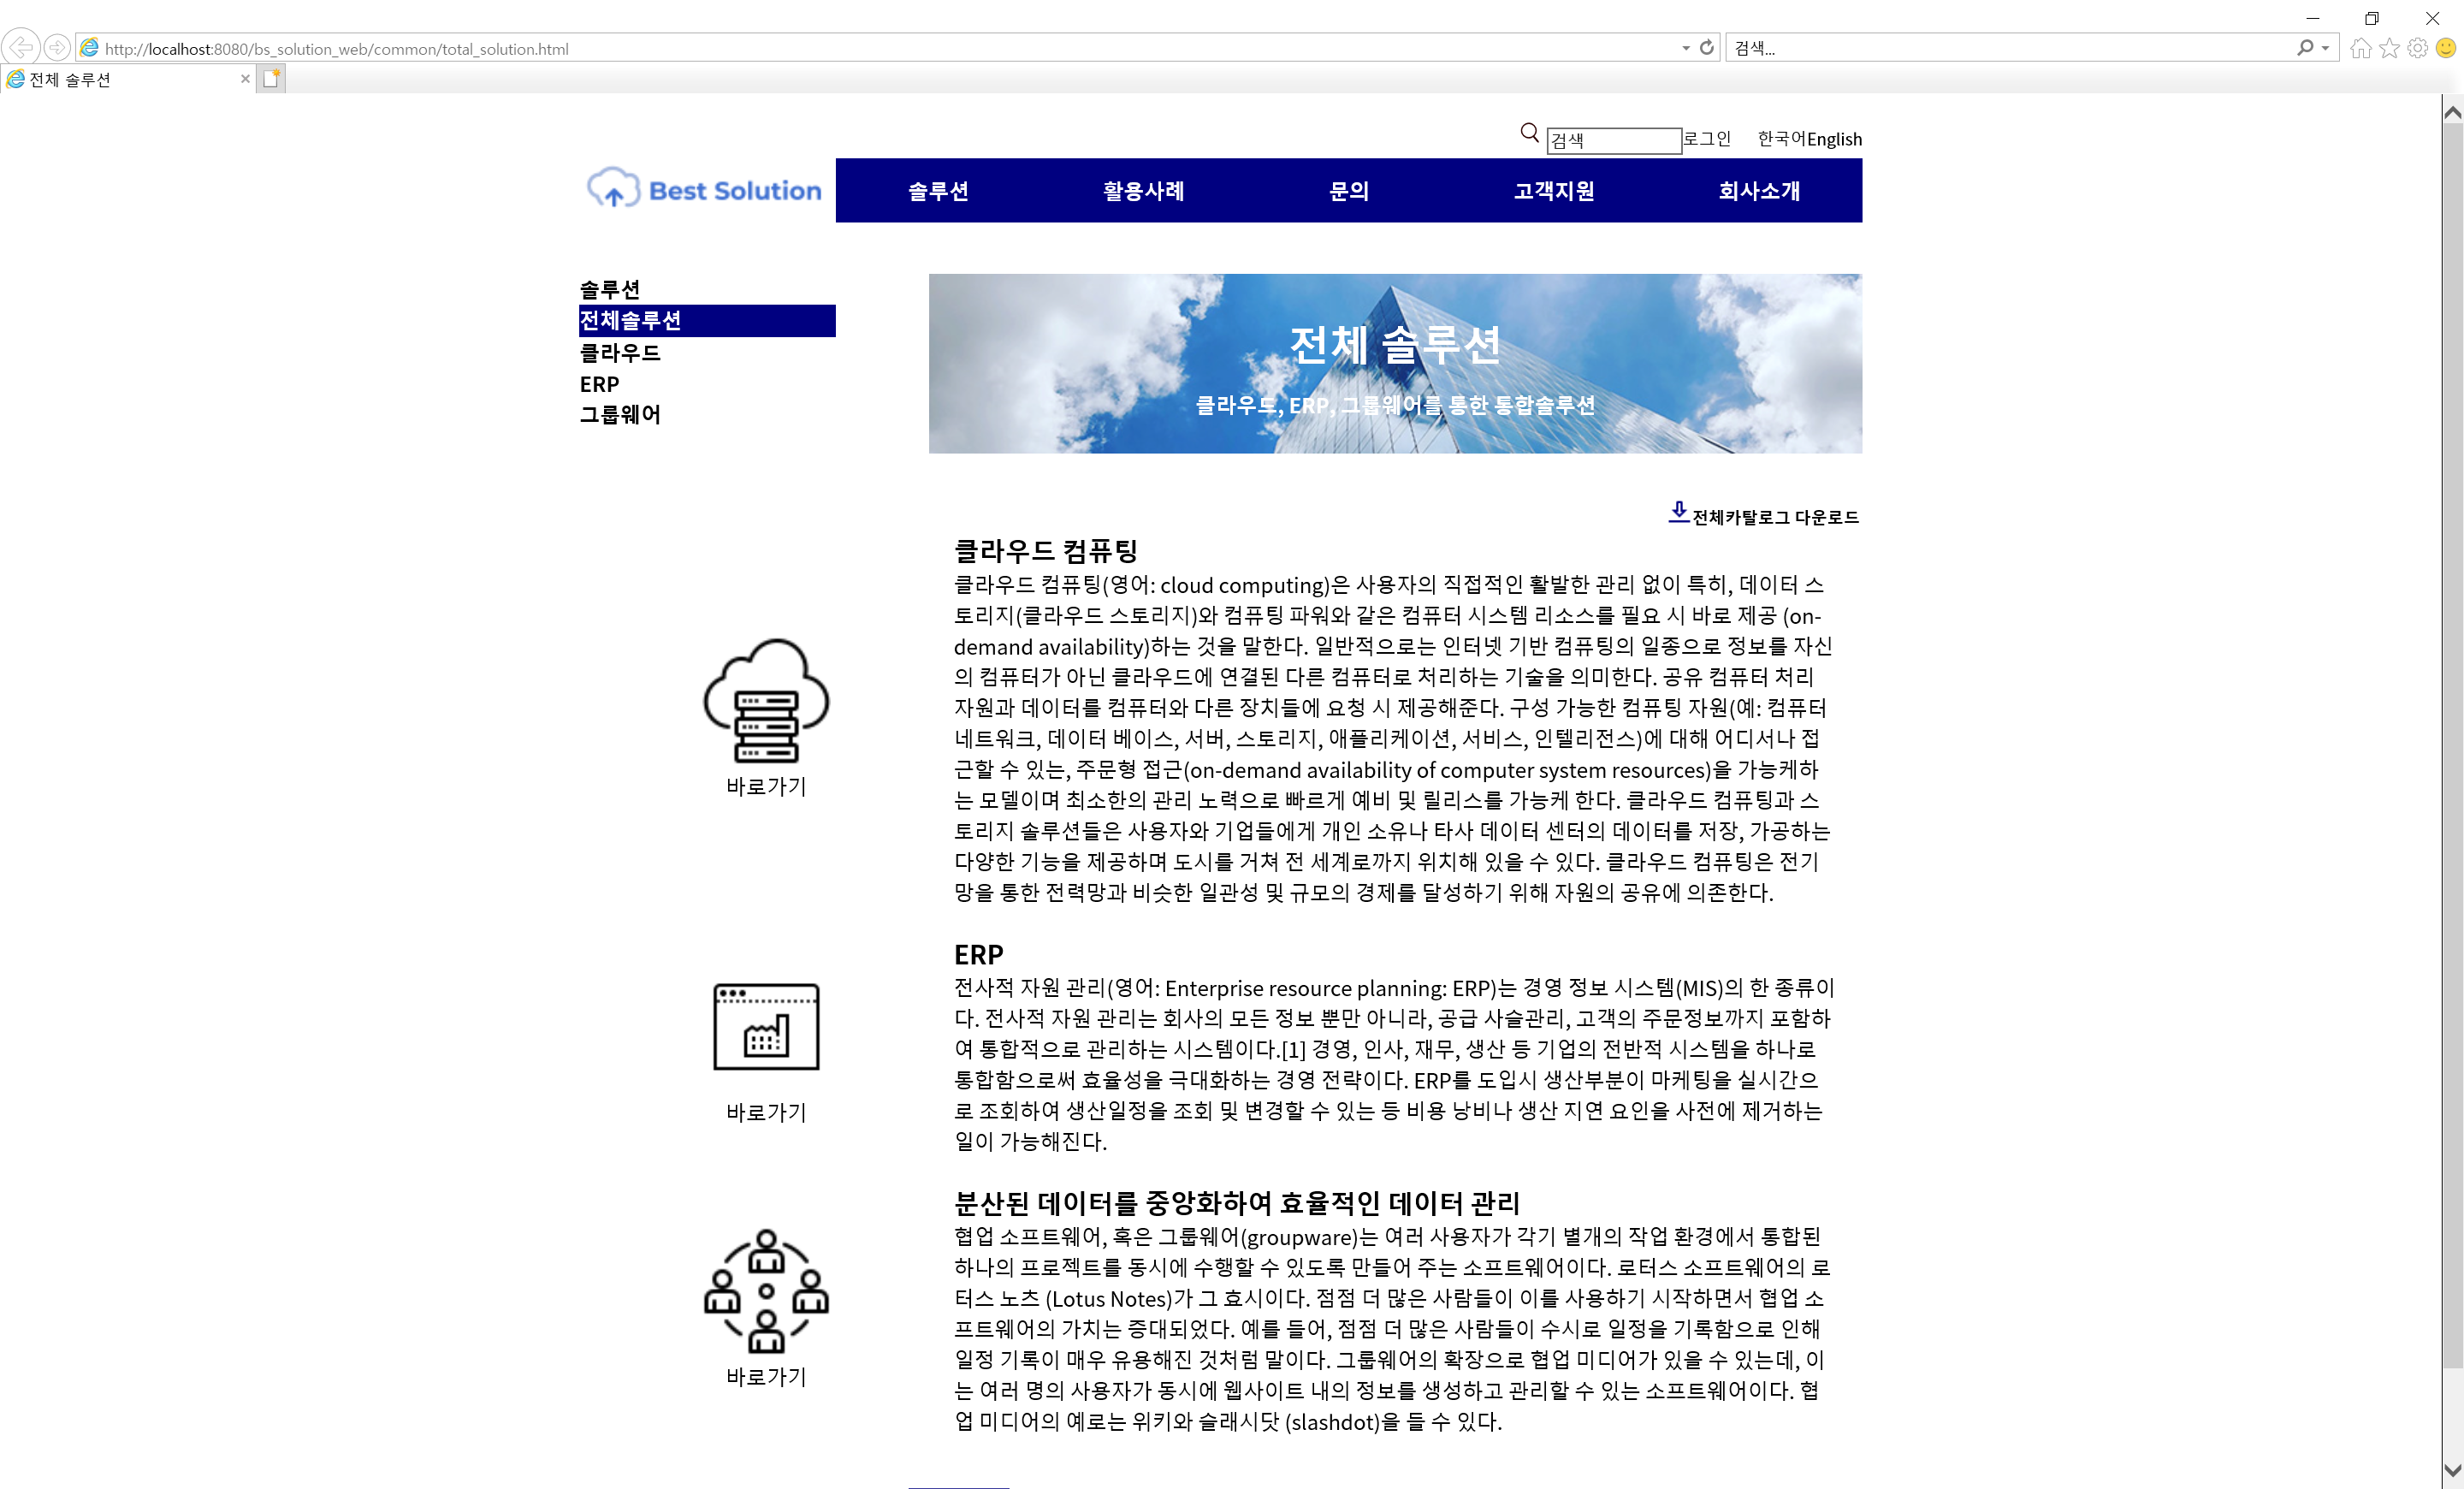 http://localhost:8080/bs_solution_web/common/total_solution.html
검색...
전체 솔루션
검색
로그인
한국어English
Best Solution
솔루션
활용사례
문의
고객지원
회사소개
솔루션
전체솔루션
클라우드
ERP
그룹웨어
전체 솔루션
클라우드, ERP, 그룹웨어를 통한 통합솔루션
전체카탈로그 다운로드
클라우드 컴퓨팅
클라우드 컴퓨팅(영어: cloud computing)은 사용자의 직접적인 활발한 관리 없이 특히, 데이터 스
토리지(클라우드 스토리지)와 컴퓨팅 파워와 같은 컴퓨터 시스템 리소스를 필요 시 바로 제공 (on-
demand availability)하는 것을 말한다. 일반적으로는 인터넷 기반 컴퓨팅의 일종으로 정보를 자신
의 컴퓨터가 아닌 클라우드에 연결된 다른 컴퓨터로 처리하는 기술을 의미한다. 공유 컴퓨터 처리
자원과 데이터를 컴퓨터와 다른 장치들에 요청 시 제공해준다. 구성 가능한 컴퓨팅 자원(예: 컴퓨터
네트워크, 데이터 베이스, 서버, 스토리지, 애플리케이션, 서비스, 인텔리전스)에 대해 어디서나 접
근할 수 있는, 주문형 접근(on-demand availability of computer system resources)을 가능케하
는 모델이며 최소한의 관리 노력으로 빠르게 예비 및 릴리스를 가능케 한다. 클라우드 컴퓨팅과 스
토리지 솔루션들은 사용자와 기업들에게 개인 소유나 타사 데이터 센터의 데이터를 저장, 가공하는
다양한 기능을 제공하며 도시를 거쳐 전 세계로까지 위치해 있을 수 있다. 클라우드 컴퓨팅은 전기
망을 통한 전력망과 비슷한 일관성 및 규모의 경제를 달성하기 위해 자원의 공유에 의존한다.
바로가기
ERP
전사적 자원 관리(영어: Enterprise resource planning: ERP)는 경영 정보 시스템(MIS)의 한 종류이
다. 전사적 자원 관리는 회사의 모든 정보 뿐만 아니라, 공급 사슬관리, 고객의 주문정보까지 포함하
여 통합적으로 관리하는 시스템이다.[1] 경영, 인사, 재무, 생산 등 기업의 전반적 시스템을 하나로
통합함으로써 효율성을 극대화하는 경영 전략이다. ERP를 도입시 생산부분이 마케팅을 실시간으
로 조회하여 생산일정을 조회 및 변경할 수 있는 등 비용 낭비나 생산 지연 요인을 사전에 제거하는
일이 가능해진다.
바로가기
분산된 데이터를 중앙화하여 효율적인 데이터 관리
협업 소프트웨어, 혹은 그룹웨어(groupware)는 여러 사용자가 각기 별개의 작업 환경에서 통합된
하나의 프로젝트를 동시에 수행할 수 있도록 만들어 주는 소프트웨어이다. 로터스 소프트웨어의 로
터스 노츠 (Lotus Notes)가 그 효시이다. 점점 더 많은 사람들이 이를 사용하기 시작하면서 협업 소
프트웨어의 가치는 증대되었다. 예를 들어, 점점 더 많은 사람들이 수시로 일정을 기록함으로 인해
일정 기록이 매우 유용해진 것처럼 말이다. 그룹웨어의 확장으로 협업 미디어가 있을 수 있는데, 이
는 여러 명의 사용자가 동시에 웹사이트 내의 정보를 생성하고 관리할 수 있는 소프트웨어이다. 협
업 미디어의 예로는 위키와 슬래시닷 (slashdot)을 들 수 있다.
바로가기